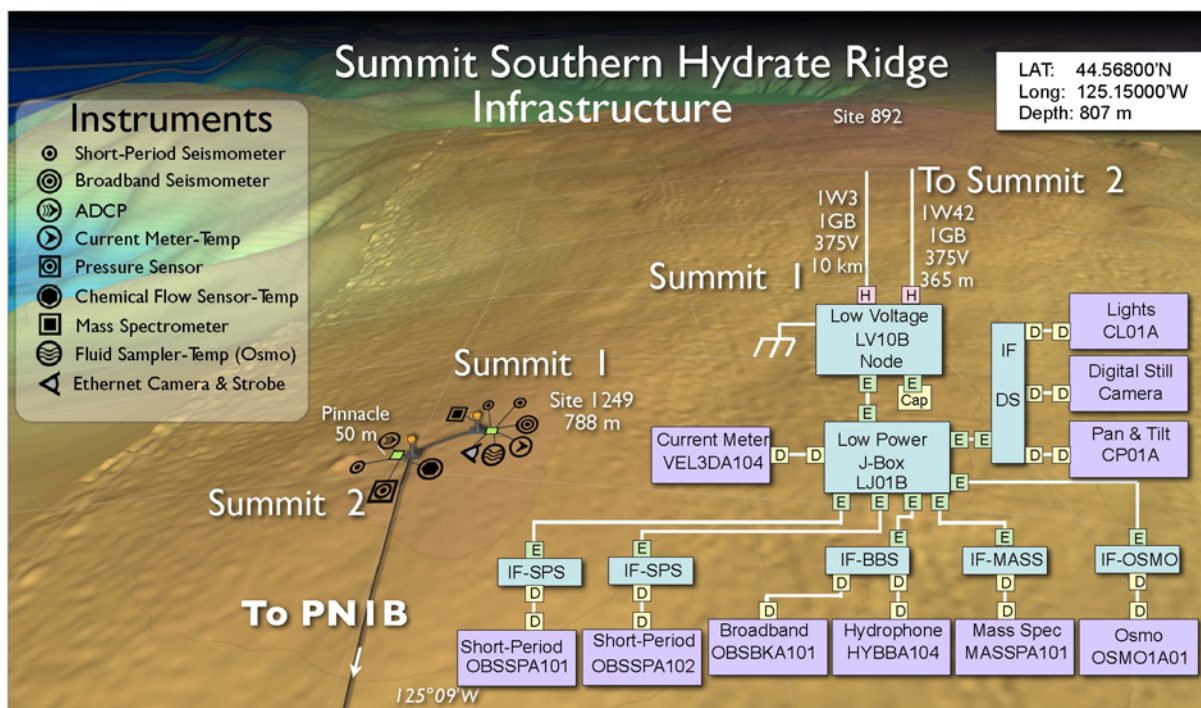 Summit Southern Hydrate Ridge
Infrastructure
LAT: 44.56800'N
Long: 125.15000'W
Depth: 807 m
Site 892
Instruments
Short-Period Seismometer
Broadband Seismometer
ADCP
Current Meter-Temp
Pressure Sensor
Chemical Flow Sensor-Temp
Mass Spectrometer
Fluid Sampler-Temp (Osmo)
Ethernet Camera & Strobe
To Summit 2
1W3
1GB
375V
10 km
1W42
1GB
375V
365 m
Summit 1
H
H
Low Voltage
LV10B
Node
E
E
Cap
E
IF
DS
D
D
Lights
CL01A
D
D
Digital Still
Camera
D
D
Pan & Tilt
CP01A
Current Meter
VEL3DA104
D
D
D
Low Power
J-Box
LJ01B
E
E
E
E
E
E
E
Summit 1
Site 1249
788 m
Pinnacle
50 m
Summit 2
E
IF-SPS
D
D
Short-Period
OBSSPA101
E
IF-SPS
D
D
Short-Period
OBSSPA102
E
IF-BBS
D
D
D
Broadband
OBSBKA101
D
Hydrophone
HYBBA104
E
IF-MASS
D
D
Mass Spec
MASSPA101
E
IF-OSMO
D
D
Osmo
OSMO1A01
To PN1B
125°09'W